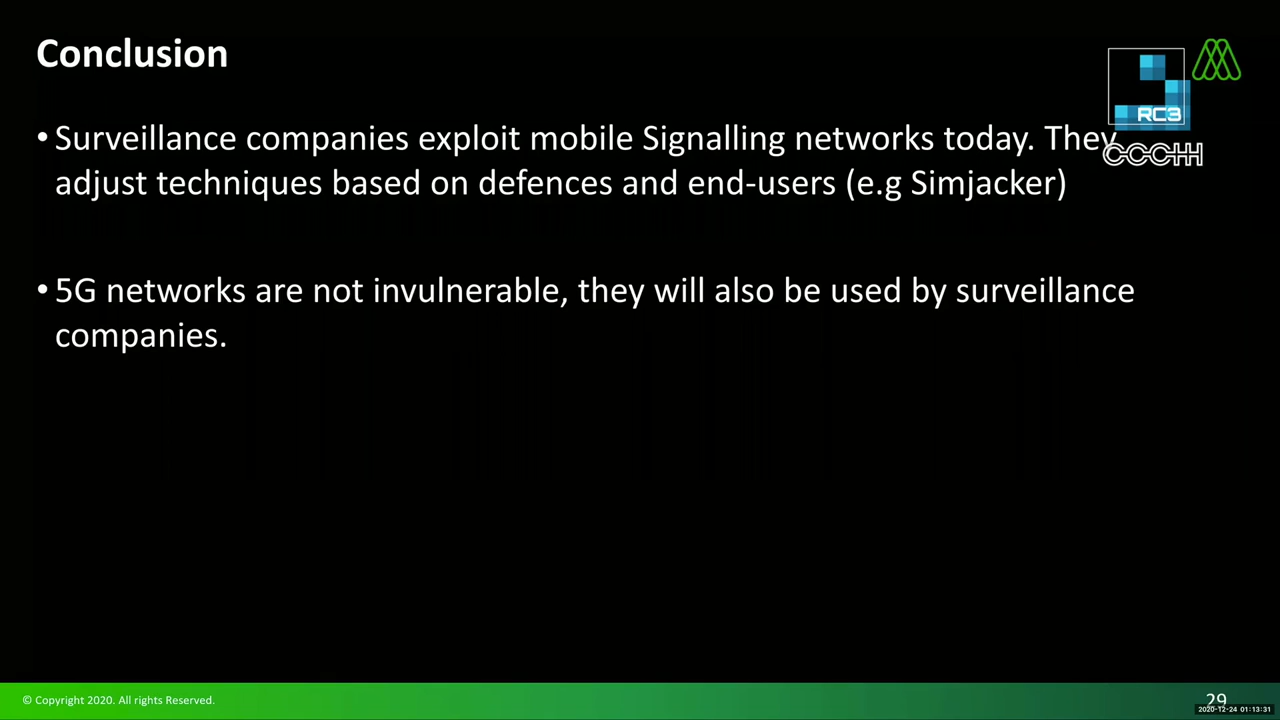 Conclusion
RC3
CCCHH
• Surveillance companies exploit mobile Signalling networks today. They
adjust techniques based on defences and end-users (e.g Simjacker)
• 5G networks are not invulnerable, they will also be used by surveillance
companies.
© Copyright 2020. All rights Reserved.
29
2020-12-24 01:13:31